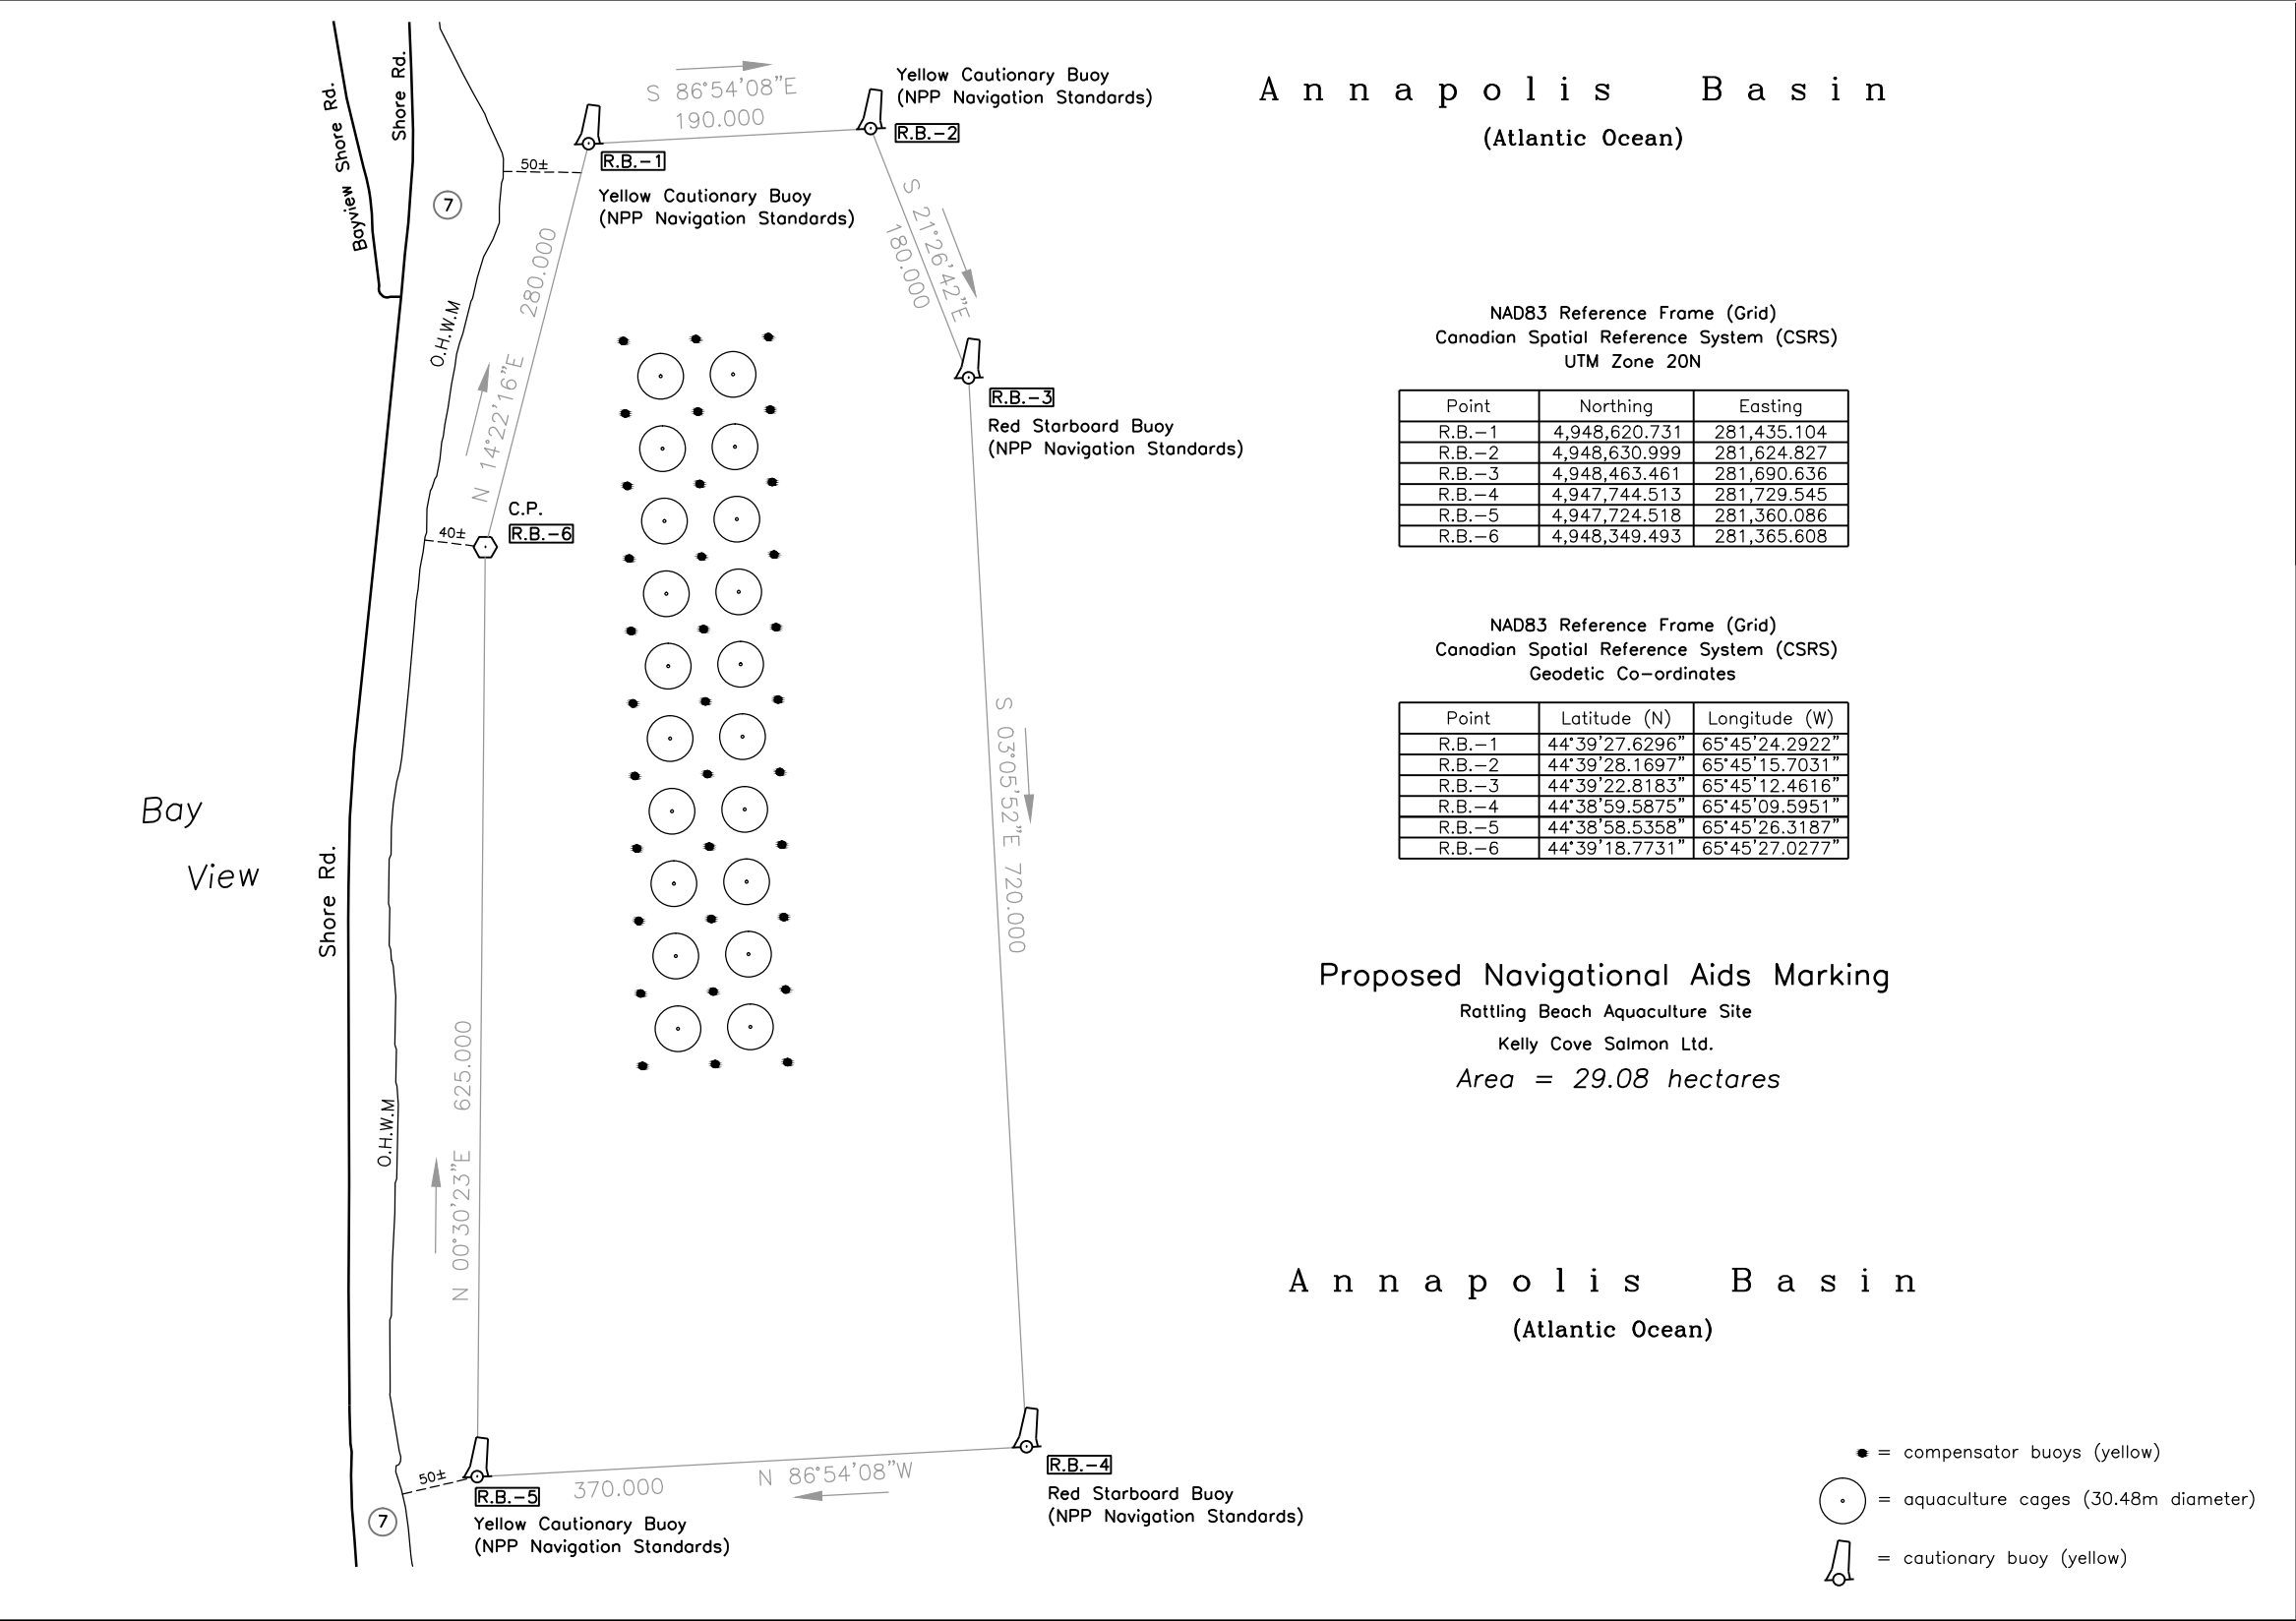 Bayview Shore Rd.
Shore Rd.
S 86°54'08"E
190.000
Yellow Cautionary Buoy
(NPP Navigation Standards)
R.B.-2
Annapolis Basin
(Atlantic Ocean)
50±
R.B.-1
Yellow Cautionary Buoy
(NPP Navigation Standards)
7
S 21°26'42"E
180.000
O.H.W.M
N 14°22'16"E 280.000
R.B.-3
Red Starboard Buoy
(NPP Navigation Standards)
C.P.
R.B.-6
40±
NAD83 Reference Frame (Grid)
Canadian Spatial Reference System (CSRS)
UTM Zone 20N
Point Northing Easting
R.B.-1 4,948,620.731 281,435.104
R.B.-2 4,948,630.999 281,624.827
R.B.-3 4,948,463.461 281,690.636
R.B.-4 4,947,744.513 281,729.545
R.B.-5 4,947,724.518 281,360.086
R.B.-6 4,948,349.493 281,365.608
NAD83 Reference Frame (Grid)
Canadian Spatial Reference System (CSRS)
Geodetic Co-ordinates
Point Latitude (N) Longitude (W)
R.B.-1 44°39'27.6296" 65°45'24.2922"
R.B.-2 44°39'28.1697" 65°45'15.7031"
R.B.-3 44°39'22.8183" 65°45'12.4616"
R.B.-4 44°38'59.5875" 65°45'09.5951"
R.B.-5 44°38'58.5358" 65°45'26.3187"
R.B.-6 44°39'18.7731" 65°45'27.0277"
S 03°05'52"E 720.000
Bay
View
Shore Rd.
Proposed Navigational Aids Marking
Rattling Beach Aquaculture Site
Kelly Cove Salmon Ltd.
Area = 29.08 hectares
N 00°30'23"E 625.000
O.H.W.M
Annapolis Basin
(Atlantic Ocean)
50±
R.B.-5
370.000
N 86°54'08"W
R.B.-4
Red Starboard Buoy
(NPP Navigation Standards)
7
Yellow Cautionary Buoy
(NPP Navigation Standards)
= compensator buoys (yellow)
= aquaculture cages (30.48m diameter)
= cautionary buoy (yellow)